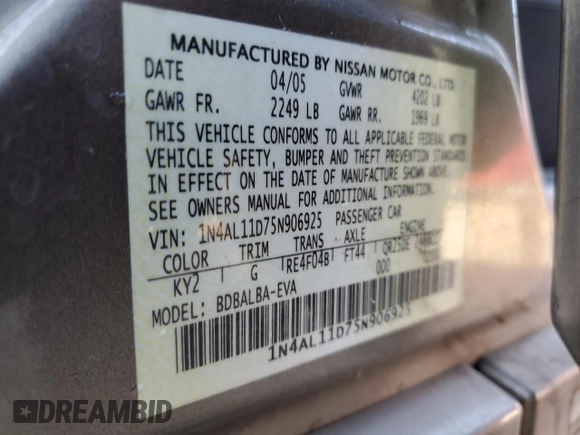 MANUFACTURED BY NISSAN MOTOR CO., LTD.
DATE 04/05 GVWR 4202 LB
GAWR FR. 2249 LB GAWR RR. 1969 LB
THIS VEHICLE CONFORMS TO ALL APPLICABLE FEDERAL MOTOR
VEHICLE SAFETY, BUMPER AND THEFT PREVENTION STANDARDS
IN EFFECT ON THE DATE OF MANUFACTURE SHOWN ABOVE.
SEE OWNERS MANUAL FOR ADDITIONAL INFORMATION.
VIN: 1N4AL11D75N906925 PASSENGER CAR
COLOR TRIM TRANS AXLE ENGINE
KY2 G RE4F04B FT44 QR25DE
000
MODEL: BDBALBA-EVA
1N4AL11D75N906925
DREAMBID